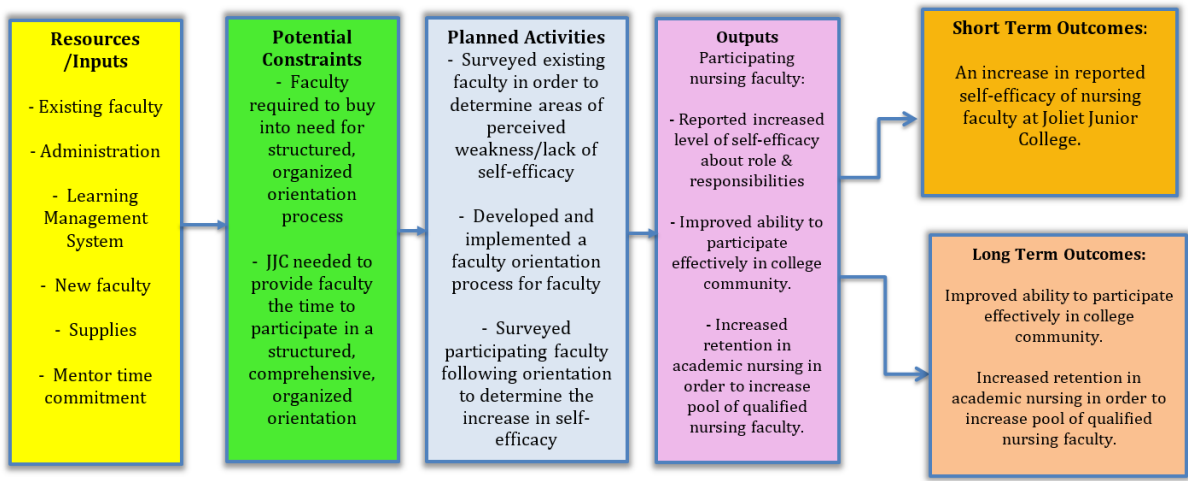 Resources
/Inputs
- Existing faculty
- Administration
- Learning
Management
System
- New faculty
- Supplies
- Mentor time
commitment
Potential
Constraints
- Faculty
required to buy
into need for
structured,
organized
orientation
process
- JJC needed to
provide faculty
the time to
participate in a
structured,
comprehensive,
organized
orientation
Planned Activities
- Surveyed existing
faculty in order to
determine areas of
perceived
weakness/lack of
self-efficacy
- Developed and
implemented a
faculty orientation
process for faculty
- Surveyed
participating faculty
following orientation
to determine the
increase in self-
efficacy
Outputs
Participating
nursing faculty:
- Reported increased
level of self-efficacy
about role &
responsibilities
- Improved ability to
participate
effectively in college
community.
- Increased
retention in
academic nursing in
order to increase
pool of qualified
nursing faculty.
Short Term Outcomes:
An increase in reported
self-efficacy of nursing
faculty at Joliet Junior
College.
Long Term Outcomes:
Improved ability to participate
effectively in college
community.
Increased retention in
academic nursing in order to
increase pool of qualified
nursing faculty.